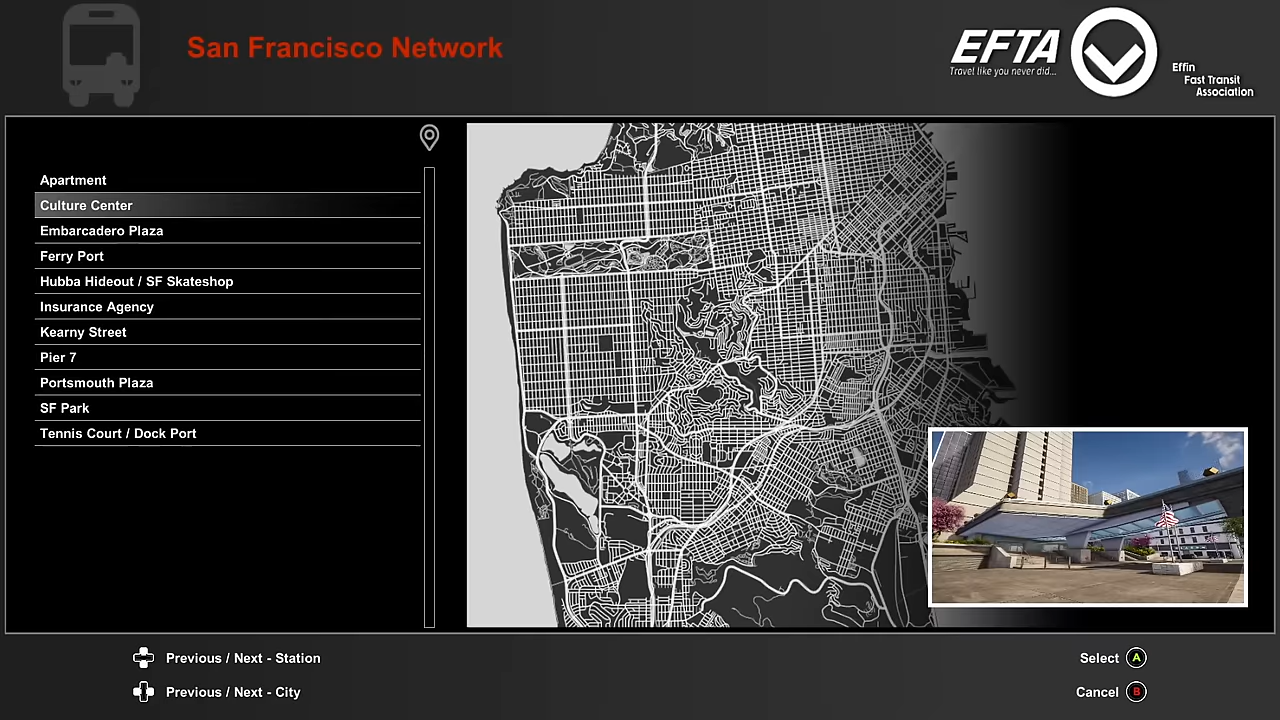 San Francisco Network
EFTA
Travel like you never did...
Effin
Fast Transit
Association
Apartment
Culture Center
Embarcadero Plaza
Ferry Port
Hubba Hideout / SF Skateshop
Insurance Agency
Kearny Street
Pier 7
Portsmouth Plaza
SF Park
Tennis Court / Dock Port
Previous / Next - Station
Previous / Next - City
Select A
Cancel B